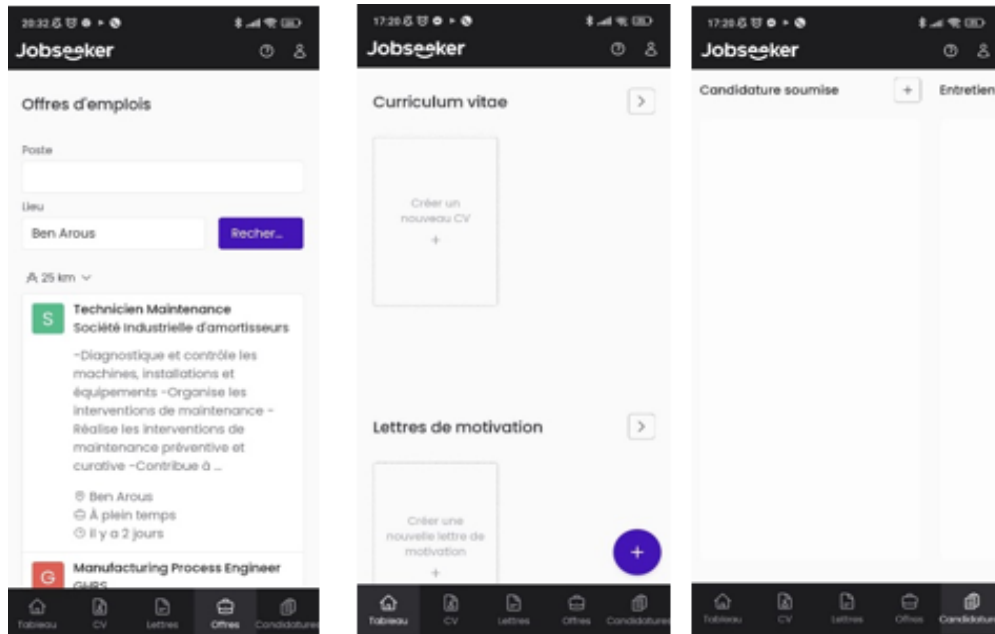 20:32
Jobseeker
Offres d'emplois
Poste
Lieu
Ben Arous
Recher...
25 km
S
Technicien Maintenance
Société Industrielle d'amortisseurs
-Diagnostique et contrôle les
machines, installations et
équipements -Organise les
interventions de maintenance -
Réalise les interventions de
maintenance préventive et
curative -Contribue à ...
Ben Arous
À plein temps
il y a 2 jours
G
Manufacturing Process Engineer
GHRS
Tableau CV Lettres Offres Candidatures
17:20
Jobseeker
Curriculum vitae
Créer un
nouveau CV
+
Lettres de motivation
Créer une
nouvelle lettre de
motivation
+
+
Tableau CV Lettres Offres Candidatures
17:20
Jobseeker
Candidature soumise + Entretien
Tableau CV Lettres Offres Candidature